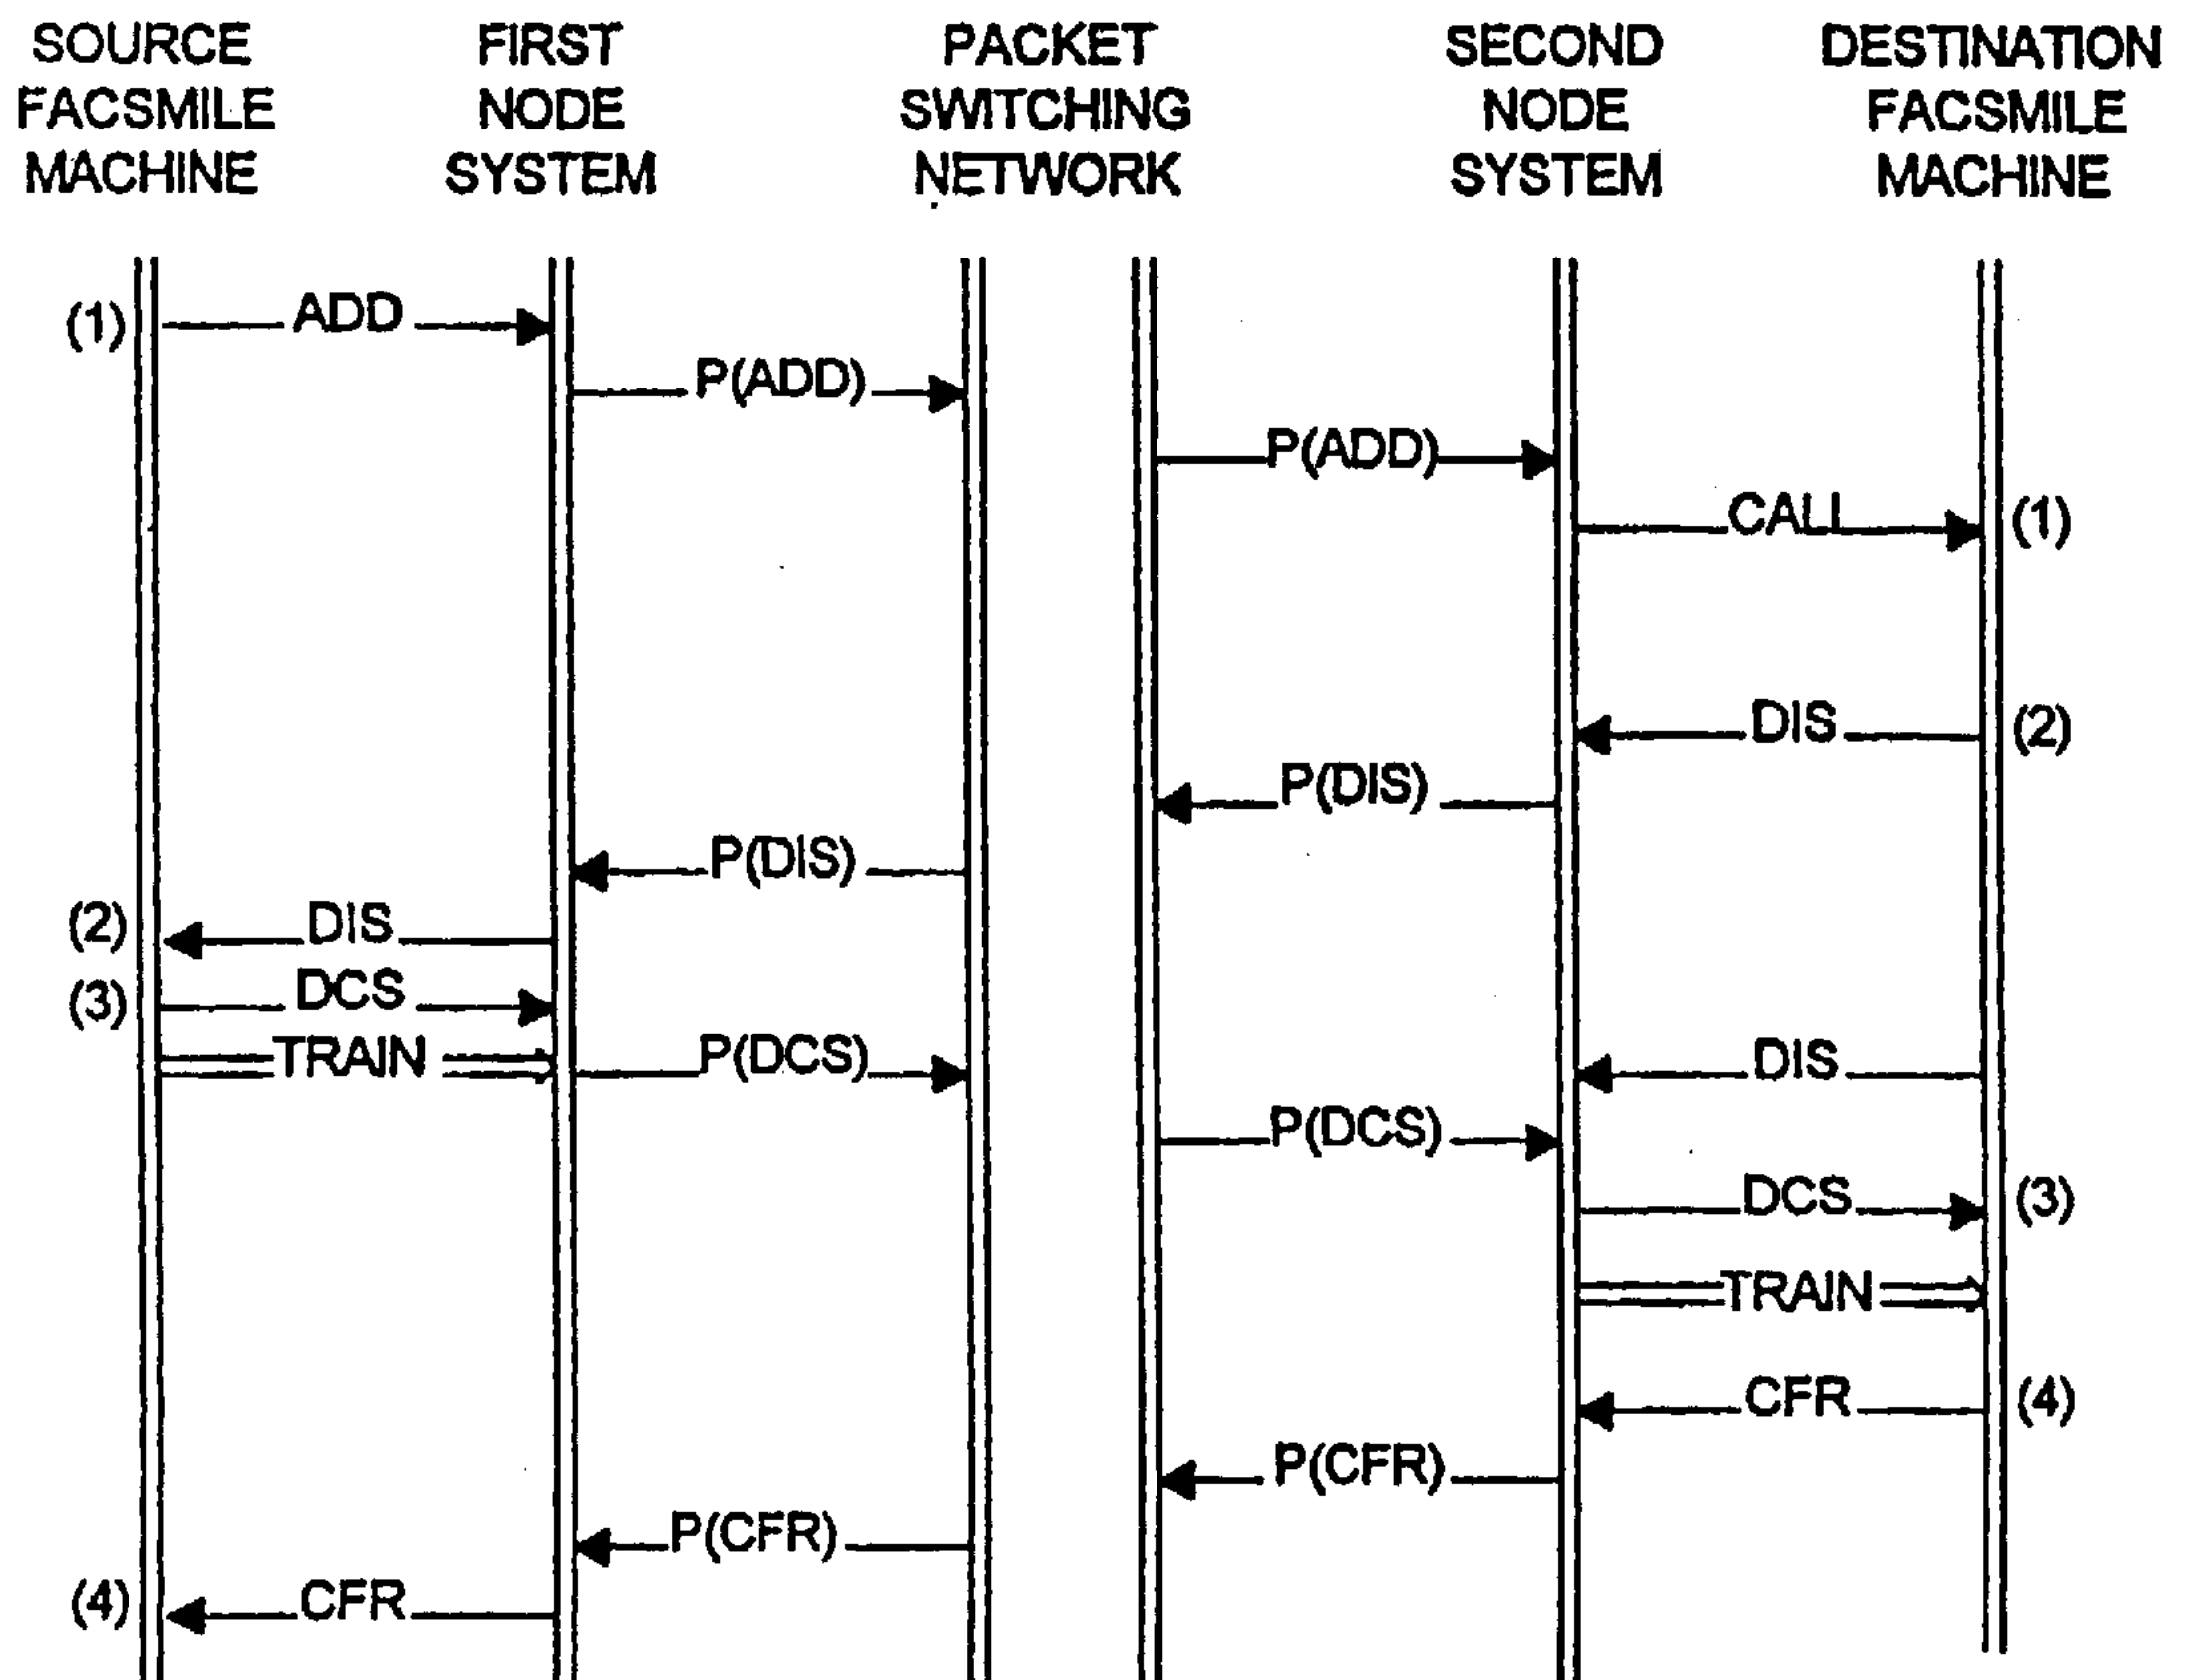 SOURCE
FACSMILE
MACHINE
FIRST
NODE
SYSTEM
PACKET
SWITCHING
NETWORK
SECOND
NODE
SYSTEM
DESTINATION
FACSMILE
MACHINE
(1) ADD
P(ADD)
P(ADD)
CALL (1)
DIS (2)
P(DIS)
P(DIS)
(2) DIS
(3) DCS
TRAIN P(DCS) DIS
P(DCS)
DCS (3)
TRAIN
CFR (4)
P(CFR)
P(CFR)
(4) CFR